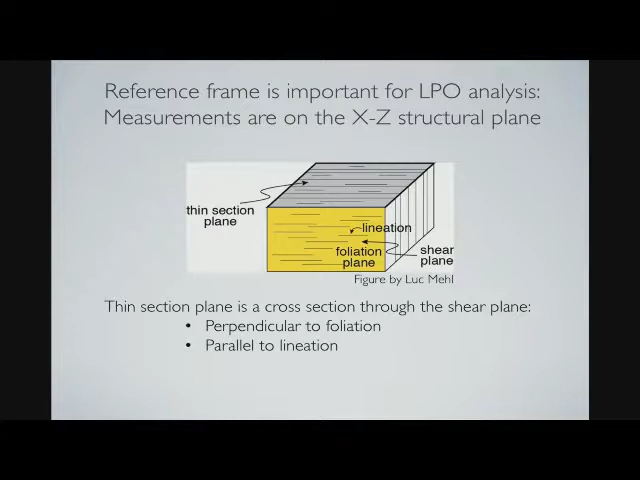 Reference frame is important for LPO analysis:
Measurements are on the X-Z structural plane
thin section
plane
lineation
foliation
plane
shear
plane
Figure by Luc Mehl
Thin section plane is a cross section through the shear plane:
• Perpendicular to foliation
• Parallel to lineation